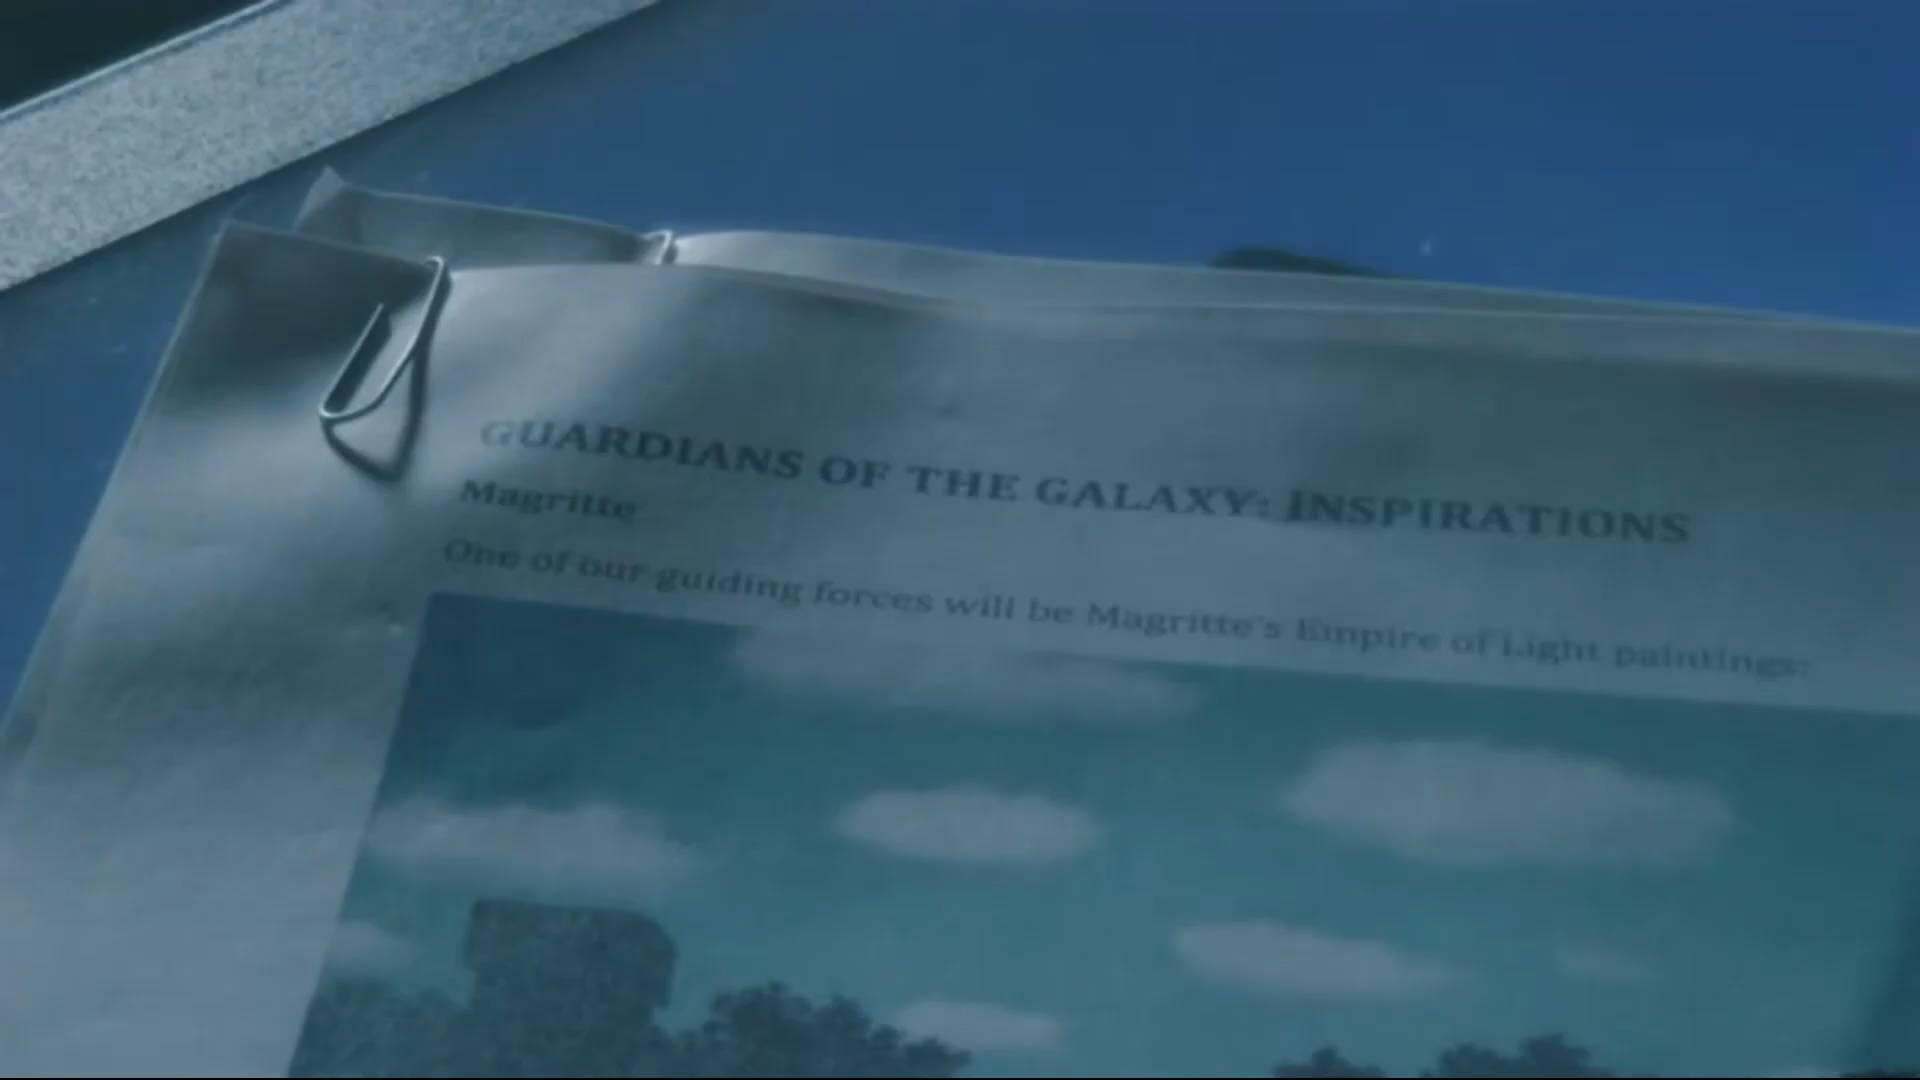 GUARDIANS OF THE GALAXY: INSPIRATIONS
Magritte
One of our guiding forces will be Magritte's Empire of Light paintings: